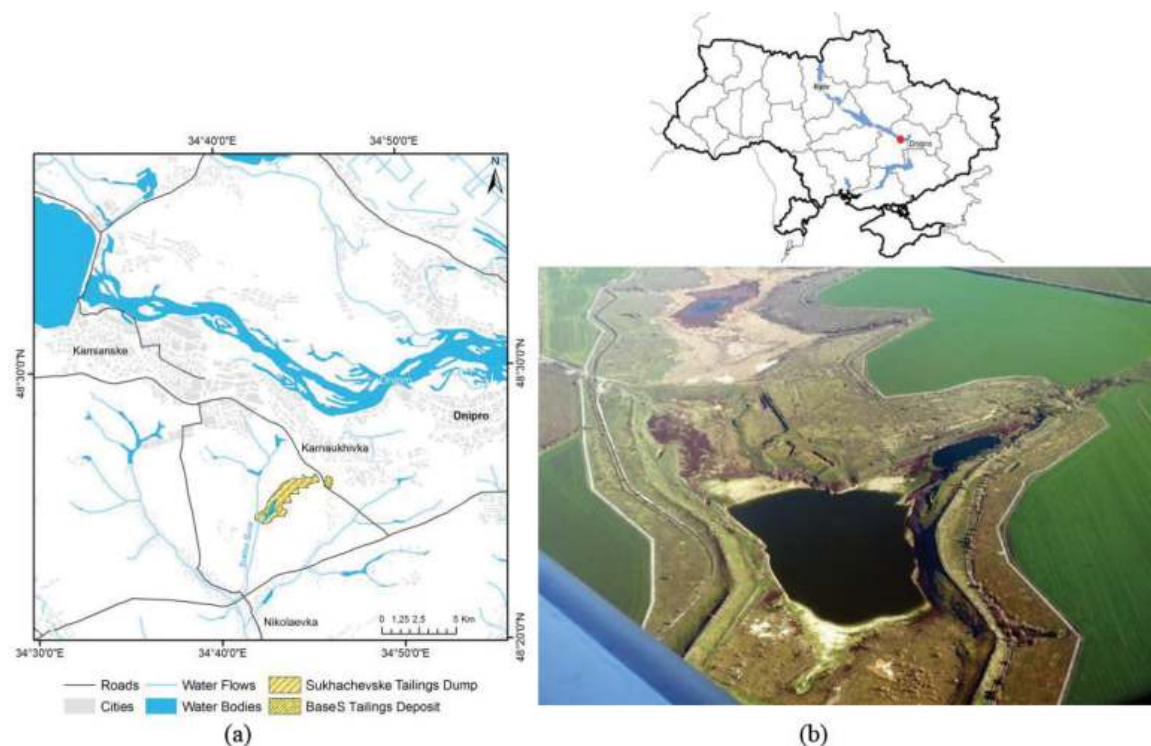 34°40'0"E
34°50'0"E
N
48°30'0"N
Kamianske
Dnipro
Karnaukhivka
48°30'0"N
Nikolaevka
0 1,25 2,5 5 Km
48°20'0"N
34°30'0"E
34°40'0"E
34°50'0"E
Roads
Water Flows
Sukhachevske Tailings Dump
Cities
Water Bodies
BaseS Tailings Deposit
(a)
Kyiv
Dnipro
(b)